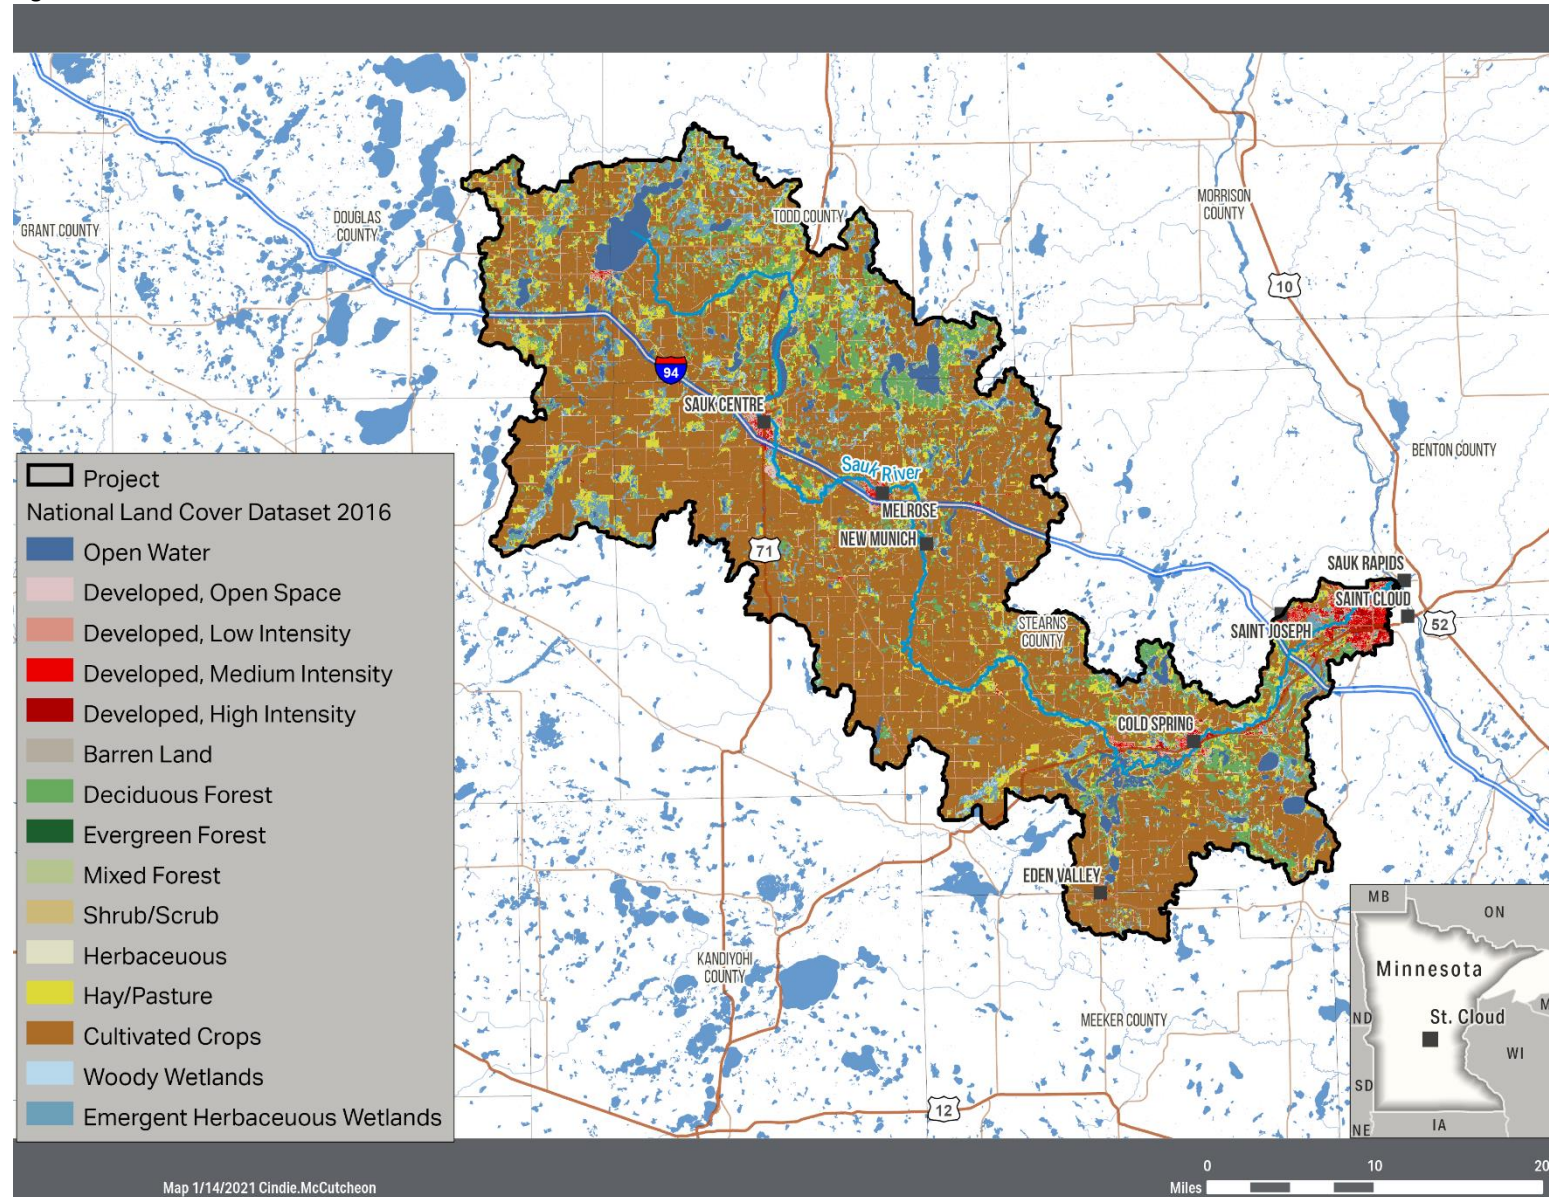 GRANT COUNTY
DOUGLAS
COUNTY
TODD COUNTY
MORRISON
COUNTY
10
94
SAUK CENTRE
BENTON COUNTY
Sauk River
MELROSE
NEW MUNICH
71
SAUK RAPIDS
SAINT CLOUD
52
SAINT JOSEPH
STEARNS
COUNTY
COLD SPRING
EDEN VALLEY
KANDIYOHI
COUNTY
MEEKER COUNTY
12
Project
National Land Cover Dataset 2016
Open Water
Developed, Open Space
Developed, Low Intensity
Developed, Medium Intensity
Developed, High Intensity
Barren Land
Deciduous Forest
Evergreen Forest
Mixed Forest
Shrub/Scrub
Herbaceuous
Hay/Pasture
Cultivated Crops
Woody Wetlands
Emergent Herbaceuous Wetlands
MB
ON
Minnesota
M
ND
St. Cloud
WI
SD
IA
NE
Map 1/14/2021 Cindie.McCutcheon
0 10 20
Miles